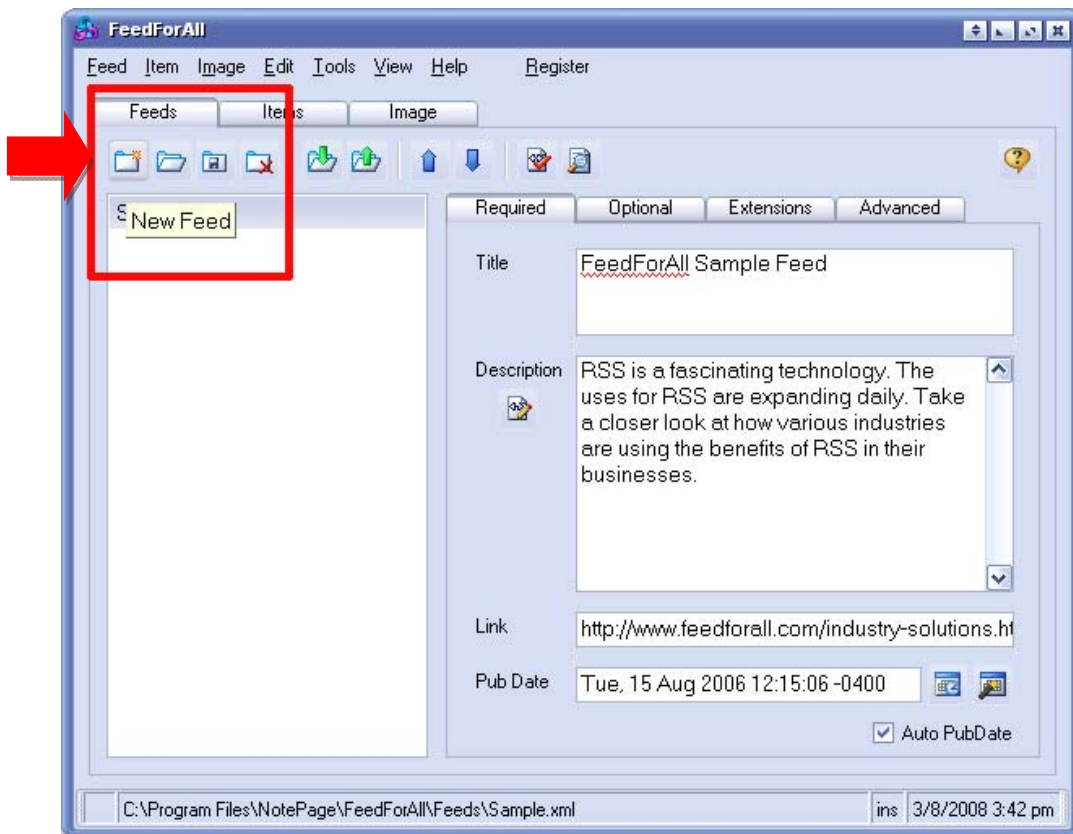 FeedForAll
Feed Item Image Edit Tools View Help Register
Feeds Items Image
S
New Feed
Required Optional Extensions Advanced
Title
FeedForAll Sample Feed
Description
RSS is a fascinating technology. The
uses for RSS are expanding daily. Take
a closer look at how various industries
are using the benefits of RSS in their
businesses.
Link
http://www.feedforall.com/industry-solutions.ht
Pub Date
Tue, 15 Aug 2006 12:15:06 -0400
Auto PubDate
C:\Program Files\NotePage\FeedForAll\Feeds\Sample.xml
ins
3/8/2008 3:42 pm